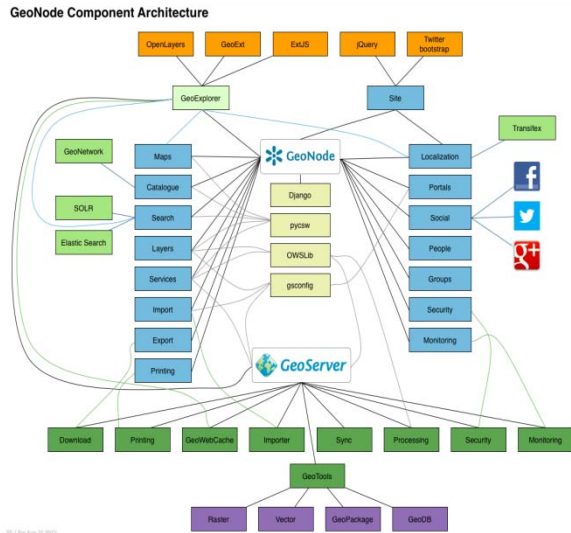 GeoNode Component Architecture
OpenLayers
GeoExt
ExtJS
jQuery
Twitter
bootstrap
GeoExplorer
Site
Transifex
GeoNetwork
Maps
GeoNode
Localization
Catalogue
Django
Portals
SOLR
Search
pycsw
Social
Elastic Search
Layers
OWSLib
People
Services
gsconfig
Groups
Import
Security
Export
GeoServer
Monitoring
Printing
Download
Printing
GeoWebCache
Importer
Sync
Processing
Security
Monitoring
GeoTools
Raster
Vector
GeoPackage
GeoDB